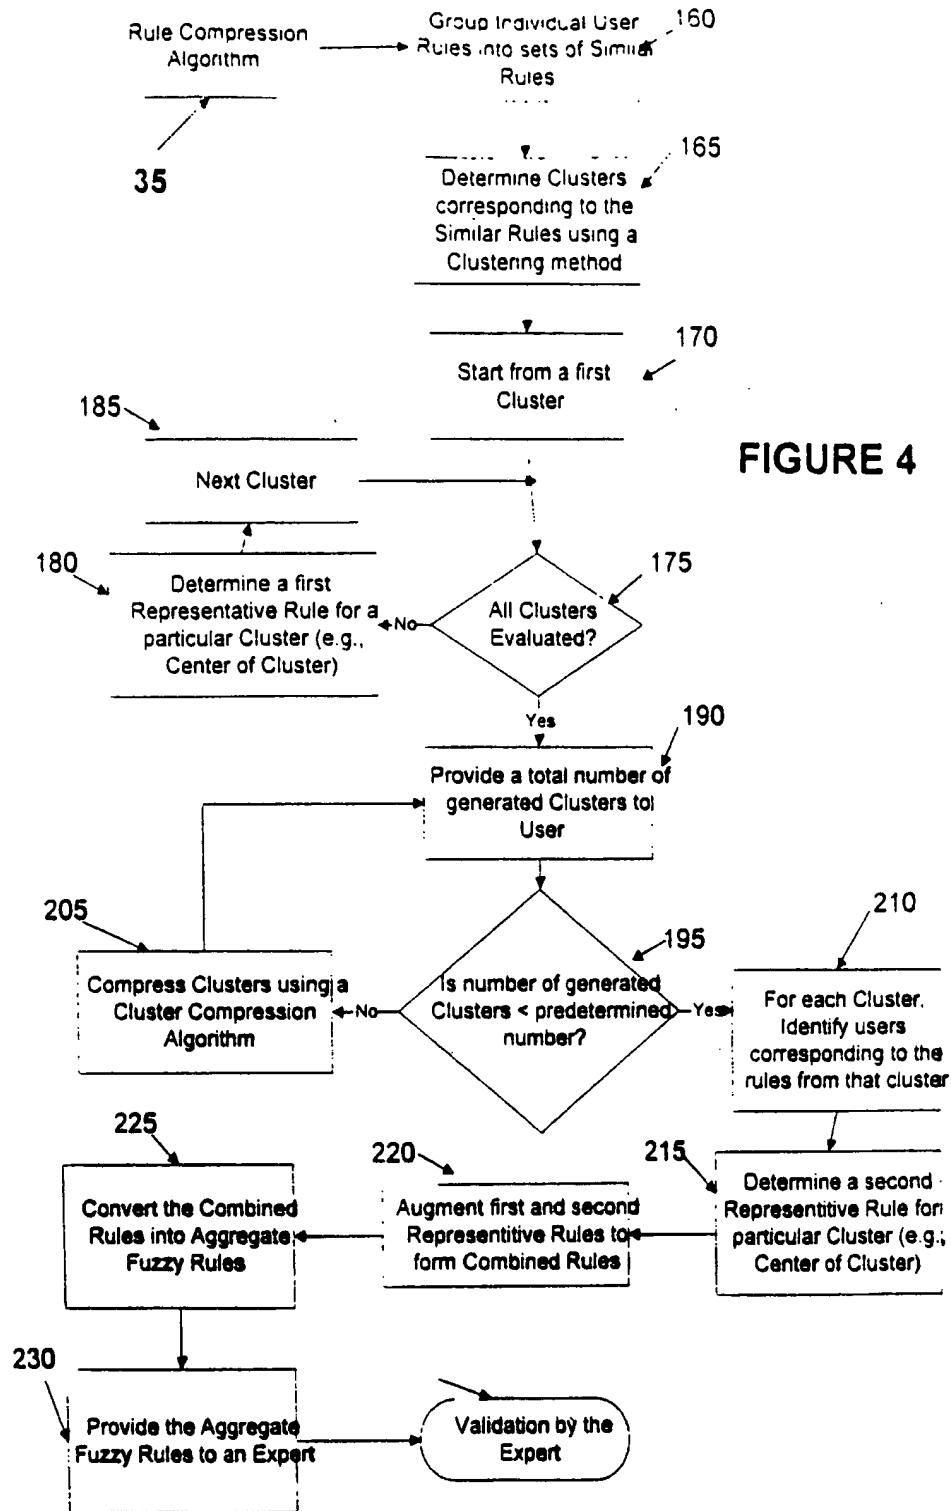 Rule Compression
Algorithm
35
Group Individual User
Rules into sets of Similar
Rules
160
Determine Clusters
corresponding to the
Similar Rules using a
Clustering method
165
Start from a first
Cluster
170
FIGURE 4
185
Next Cluster
180
Determine a first
Representative Rule for a
particular Cluster (e.g.,
Center of Cluster)
No
All Clusters
Evaluated?
175
Yes
Provide a total number of
generated Clusters to
User
190
205
Compress Clusters using a
Cluster Compression
Algorithm
No
Is number of generated
Clusters < predetermined
number?
195
Yes
210
For each Cluster,
Identify users
corresponding to the
rules from that cluster
215
Determine a second
Representitive Rule for
particular Cluster (e.g.,
Center of Cluster)
220
Augment first and second
Representitive Rules to
form Combined Rules
225
Convert the Combined
Rules into Aggregate
Fuzzy Rules
230
Provide the Aggregate
Fuzzy Rules to an Expert
Validation by the
Expert